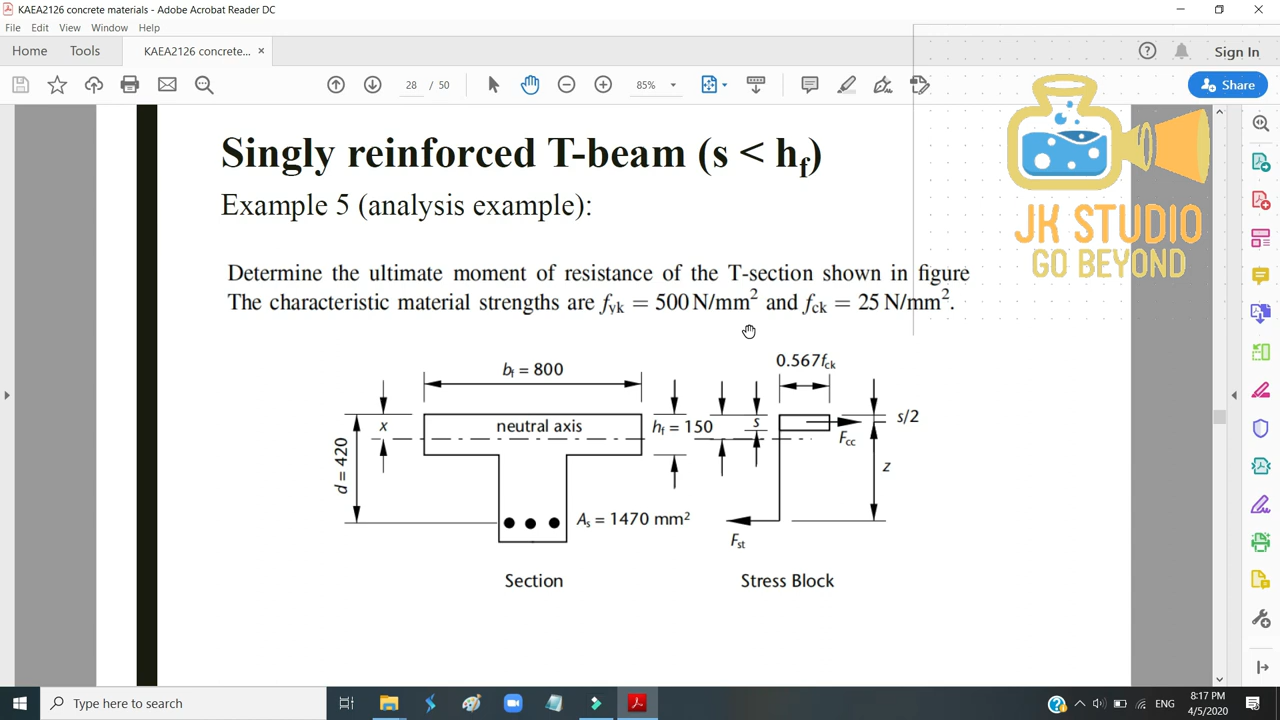 KAEA2126 concrete materials - Adobe Acrobat Reader DC
File Edit View Window Help
Home Tools KAEA2126 concrete... × Sign In
28 / 50 85% Share
JK STUDIO
GO BEYOND
Singly reinforced T-beam (s < hf)
Example 5 (analysis example):
Determine the ultimate moment of resistance of the T-section shown in figure
The characteristic material strengths are fyk = 500 N/mm² and fck = 25 N/mm².
bf = 800
0.567fck
x
neutral axis
hf = 150
s
s/2
Fcc
d = 420
z
As = 1470 mm²
Fst
Section
Stress Block
Type here to search
ENG
8:17 PM
4/5/2020